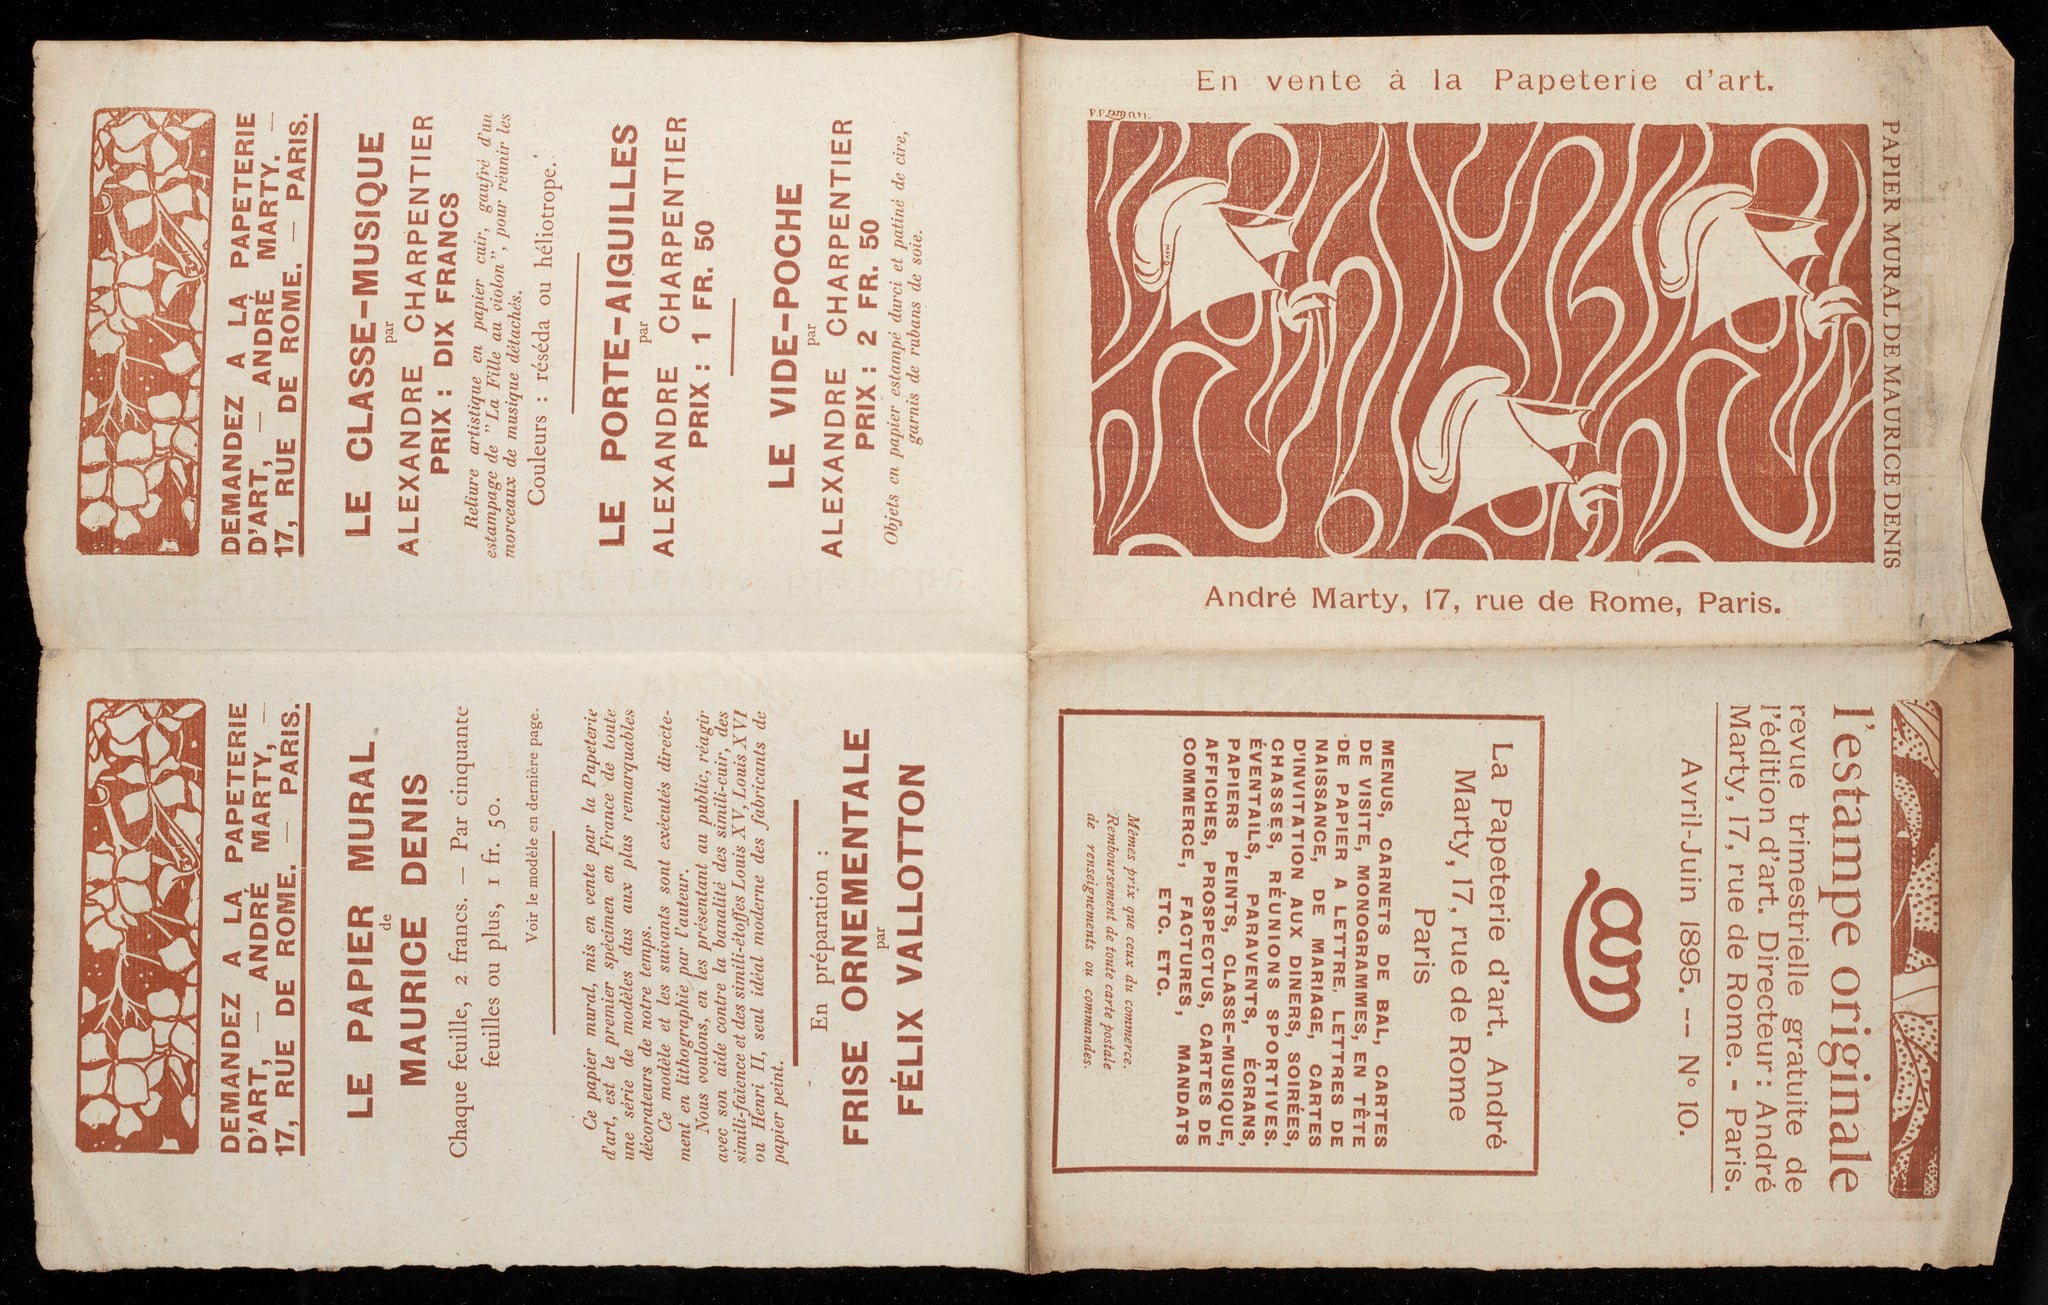 l'estampe originale
revue trimestrielle gratuite de
l'édition d'art. Directeur : André
Marty, 17, rue de Rome. - Paris.
Avril-Juin 1895. -- N° 10.
am
La Papeterie d'art. André
Marty, 17, rue de Rome
Paris
MENUS, CARNETS DE BAL, CARTES
DE VISITE, MONOGRAMMES, EN TÊTE
DE PAPIER A LETTRE, LETTRES DE
NAISSANCE, DE MARIAGE, CARTES
D'INVITATION AUX DINERS, SOIRÉES,
CHASSES, RÉUNIONS SPORTIVES.
ÉVENTAILS, PARAVENTS, ÉCRANS,
PAPIERS PEINTS, CLASSE-MUSIQUE,
AFFICHES, PROSPECTUS, CARTES DE
COMMERCE, FACTURES, MANDATS
ETC. ETC.
Mêmes prix que ceux du commerce.
Remboursement de toute carte postale
de renseignements ou commandes.
DEMANDEZ A LA PAPETERIE
D'ART, — ANDRÉ MARTY, —
17, RUE DE ROME. — PARIS.
LE PAPIER MURAL
de
MAURICE DENIS
Chaque feuille, 2 francs. — Par cinquante
feuilles ou plus, 1 fr. 50.
Voir le modèle en dernière page.
Ce papier mural, mis en vente par la Papeterie
d'art, est le premier spécimen en France de toute
une série de modèles dus aux plus remarquables
décorateurs de notre temps.
Ce modèle et les suivants sont exécutés directe-
ment en lithographie par l'auteur.
Nous voulons, en les présentant au public, réagir
avec son aide contre la banalité des simili-cuir, des
simili-faïence et des simili-étoffes Louis XV, Louis XVI
ou Henri II, seul idéal moderne des fabricants de
papier peint.
En préparation :
FRISE ORNEMENTALE
par
FÉLIX VALLOTTON
DEMANDEZ A LA PAPETERIE
D'ART, — ANDRÉ MARTY. —
17, RUE DE ROME. — PARIS.
LE CLASSE-MUSIQUE
par
ALEXANDRE CHARPENTIER
PRIX : DIX FRANCS
Reliure artistique en papier cuir, gaufré d'un
estampage de "La Fille au violon", pour réunir les
morceaux de musique détachés.
Couleurs : réséda ou héliotrope.
LE PORTE-AIGUILLES
par
ALEXANDRE CHARPENTIER
PRIX : 1 FR. 50
LE VIDE-POCHE
par
ALEXANDRE CHARPENTIER
PRIX : 2 FR. 50
Objets en papier estampé durci et patiné de cire,
garnis de rubans de soie.
En vente à la Papeterie d'art.
PAPIER MURAL DE MAURICE DENIS
André Marty, 17, rue de Rome, Paris.